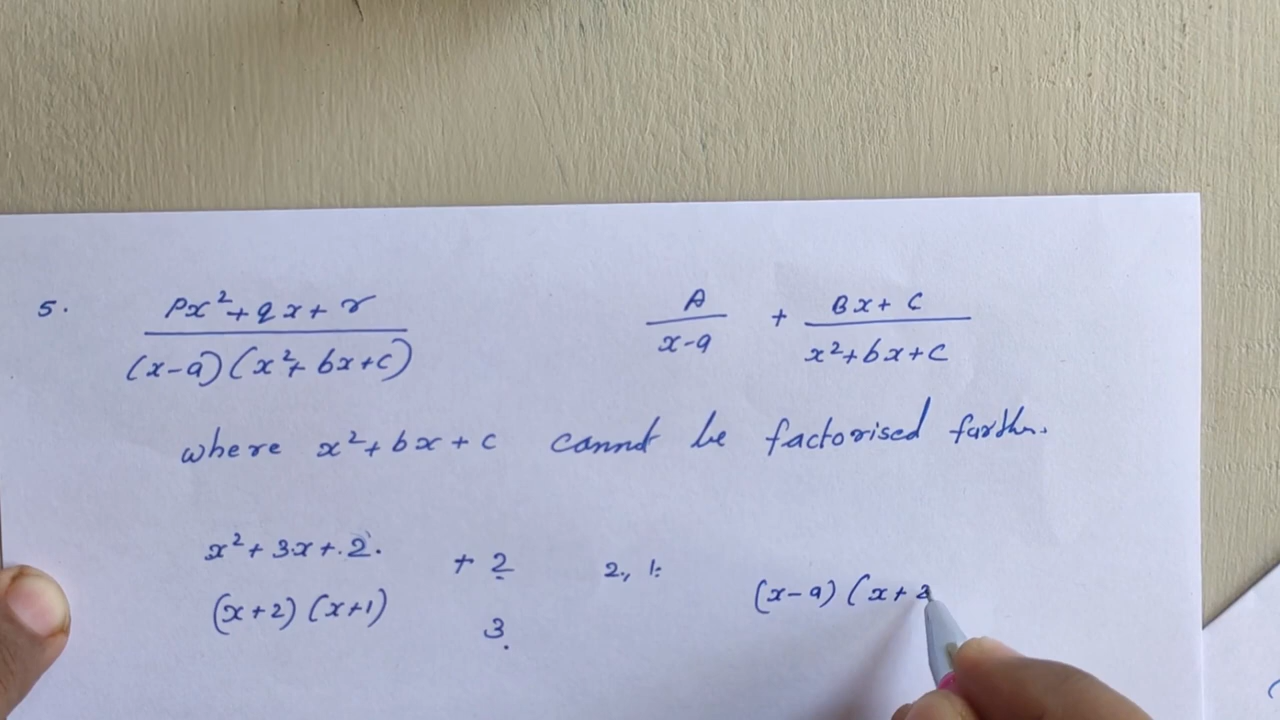 5. (px²+qx+r)/((x-a)(x²+bx+c)) A/(x-a) + (Bx+C)/(x²+bx+c)
where x²+bx+c cannot be factorised further.
x²+3x+2. +2 2, 1.
(x+2)(x+1) 3. (x-a)(x+2